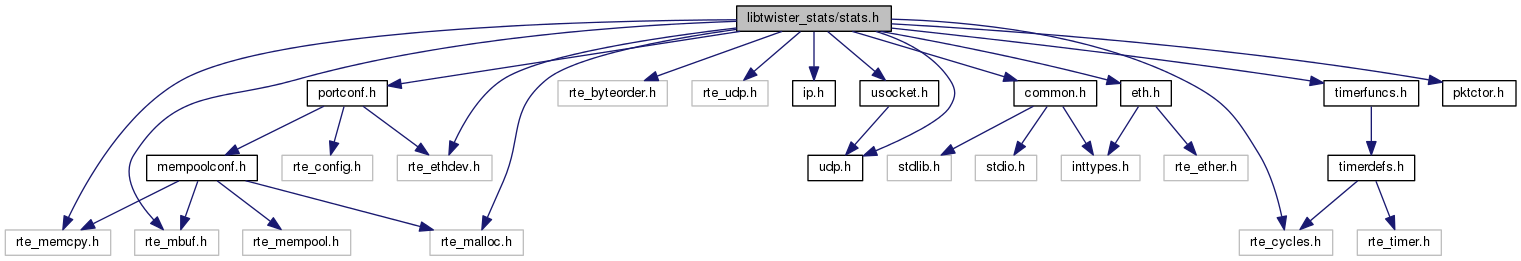 libtwister_stats/stats.h
portconf.h
rte_byteorder.h
rte_udp.h
ip.h
usocket.h
common.h
eth.h
timerfuncs.h
pktctor.h
mempoolconf.h
rte_config.h
rte_ethdev.h
udp.h
stdlib.h
stdio.h
inttypes.h
rte_ether.h
timerdefs.h
rte_memcpy.h
rte_mbuf.h
rte_mempool.h
rte_malloc.h
rte_cycles.h
rte_timer.h